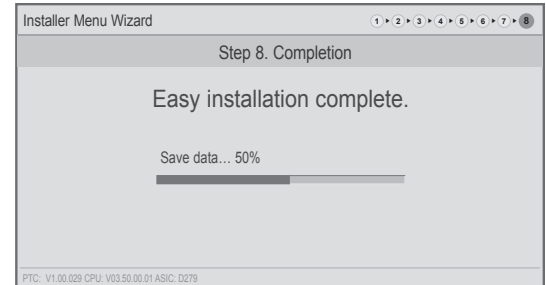 Installer Menu Wizard
1 2 3 4 5 6 7 8
Step 8. Completion
Easy installation complete.
Save data… 50%
PTC: V1.00.029 CPU: V03.50.00.01 ASIC: D279